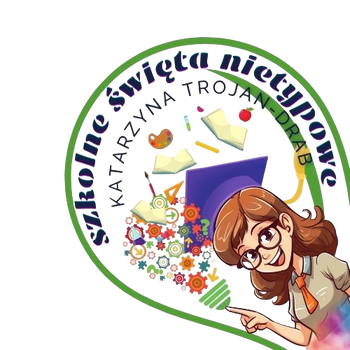 szkolne święta nietypowe
KATARZYNA TROJAN-DRAB